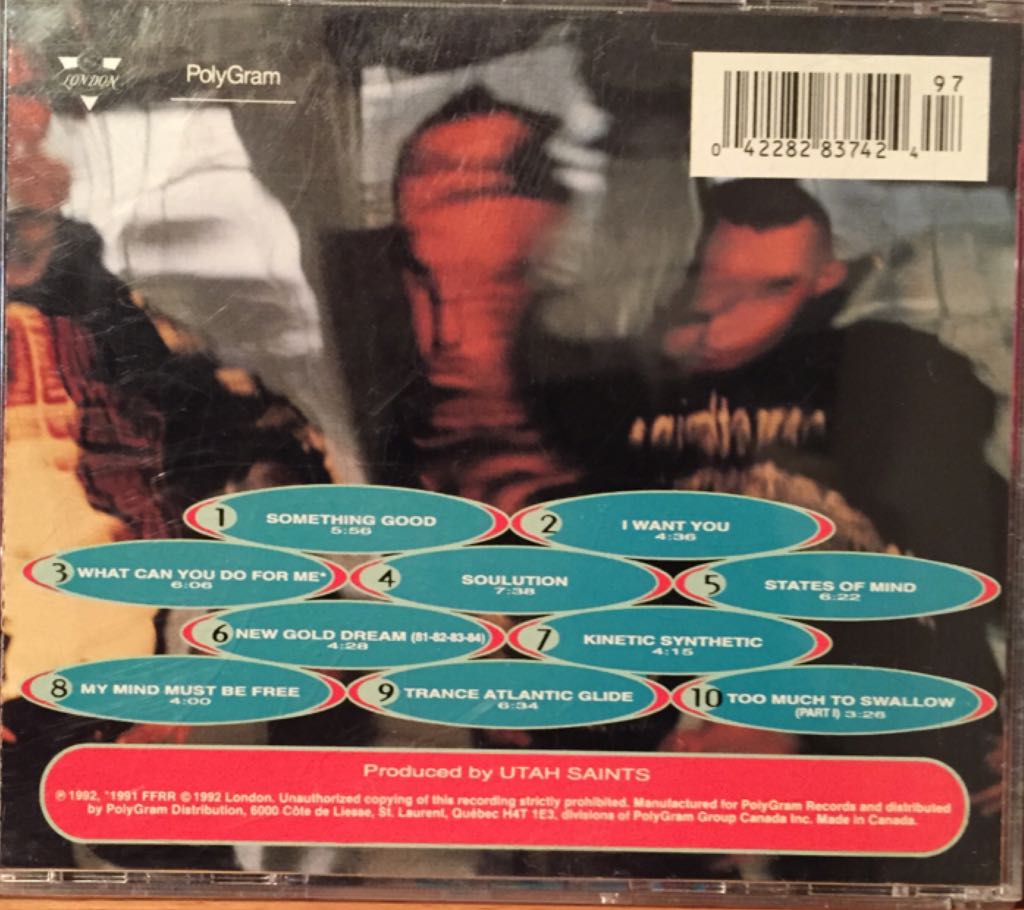 LONDON
PolyGram
97
0 42282 83742 4
1 SOMETHING GOOD
5:56
2 I WANT YOU
4:36
3 WHAT CAN YOU DO FOR ME*
6:06
4 SOULUTION
7:38
5 STATES OF MIND
6:22
6 NEW GOLD DREAM (81-82-83-84)
4:28
7 KINETIC SYNTHETIC
4:15
8 MY MIND MUST BE FREE
4:00
9 TRANCE ATLANTIC GLIDE
6:34
10 TOO MUCH TO SWALLOW
(PART I) 3:26
Produced by UTAH SAINTS
℗ 1992, *1991 FFRR © 1992 London. Unauthorized copying of this recording strictly prohibited. Manufactured for PolyGram Records and distributed
by PolyGram Distribution, 6000 Côte de Liesse, St. Laurent, Québec H4T 1E3, divisions of PolyGram Group Canada Inc. Made in Canada.